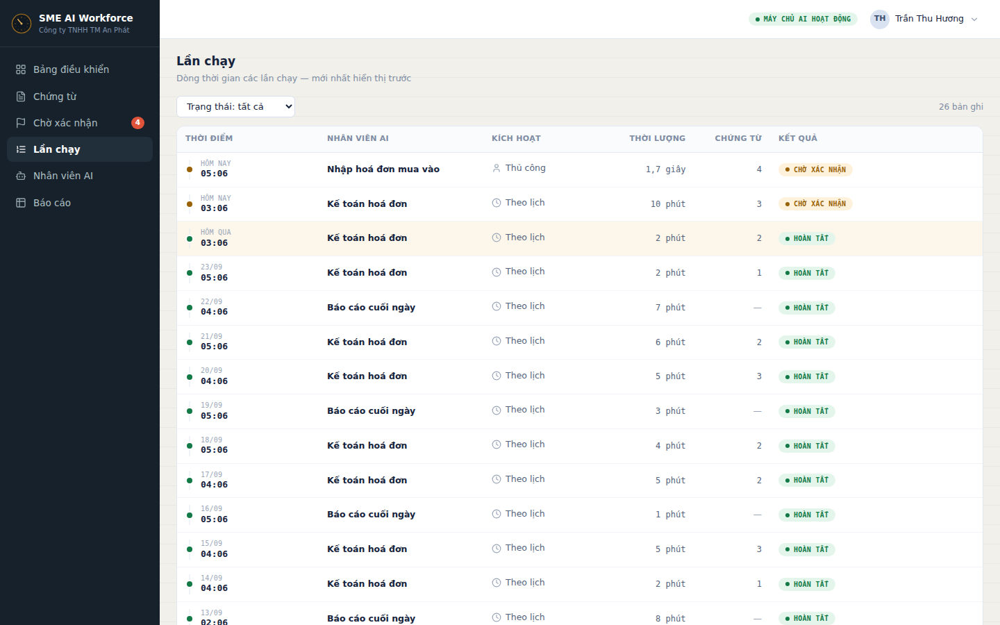 SME AI Workforce
Công ty TNHH TM An Phát
MÁY CHỦ AI HOẠT ĐỘNG
TH
Trần Thu Hương
Bảng điều khiển
Chứng từ
Chờ xác nhận 4
Lần chạy
Nhân viên AI
Báo cáo
Lần chạy
Dòng thời gian các lần chạy — mới nhất hiển thị trước
Trạng thái: tất cả
26 bản ghi
THỜI ĐIỂM NHÂN VIÊN AI KÍCH HOẠT THỜI LƯỢNG CHỨNG TỪ KẾT QUẢ
HÔM NAY
05:06 Nhập hoá đơn mua vào Thủ công 1,7 giây 4 CHỜ XÁC NHẬN
HÔM NAY
03:06 Kế toán hoá đơn Theo lịch 10 phút 3 CHỜ XÁC NHẬN
HÔM QUA
03:06 Kế toán hoá đơn Theo lịch 2 phút 2 HOÀN TẤT
23/09
05:06 Kế toán hoá đơn Theo lịch 2 phút 1 HOÀN TẤT
22/09
04:06 Báo cáo cuối ngày Theo lịch 7 phút — HOÀN TẤT
21/09
05:06 Kế toán hoá đơn Theo lịch 6 phút 2 HOÀN TẤT
20/09
04:06 Kế toán hoá đơn Theo lịch 5 phút 3 HOÀN TẤT
19/09
05:06 Báo cáo cuối ngày Theo lịch 3 phút — HOÀN TẤT
18/09
05:06 Kế toán hoá đơn Theo lịch 4 phút 2 HOÀN TẤT
17/09
04:06 Kế toán hoá đơn Theo lịch 5 phút 2 HOÀN TẤT
16/09
05:06 Báo cáo cuối ngày Theo lịch 1 phút — HOÀN TẤT
15/09
04:06 Kế toán hoá đơn Theo lịch 5 phút 3 HOÀN TẤT
14/09
04:06 Kế toán hoá đơn Theo lịch 2 phút 1 HOÀN TẤT
13/09
02:06 Báo cáo cuối ngày Theo lịch 8 phút — HOÀN TẤT